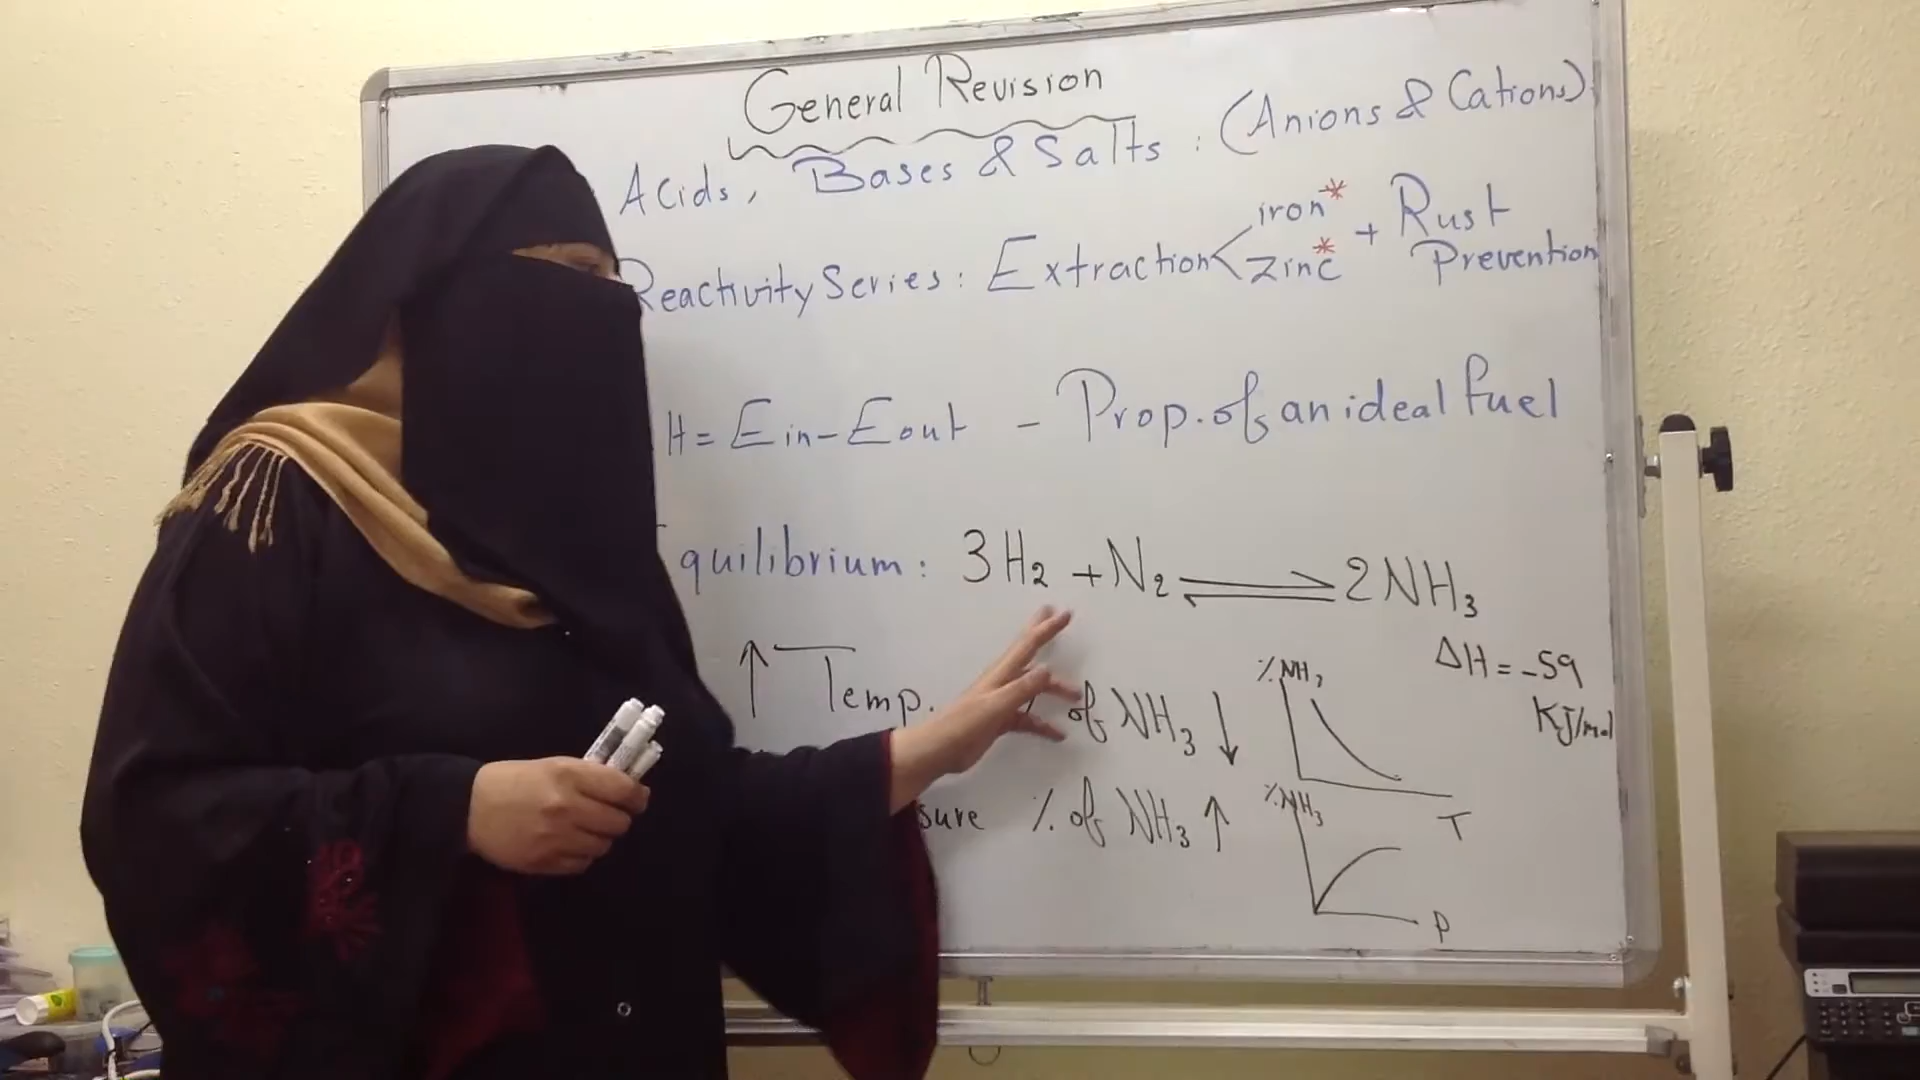 General Revision
Acids, Bases & Salts : (Anions & Cations)
Reactivity Series : Extraction < iron* zinc* + Rust Prevention
H = Ein - Eout - Prop. of an ideal fuel
quilibrium : 3H2 + N2 ⇌ 2NH3
ΔH = -59 KJ/mol
↑ Temp. % of NH3 ↓
%NH3
T
sure % of NH3 ↑
%NH3
P